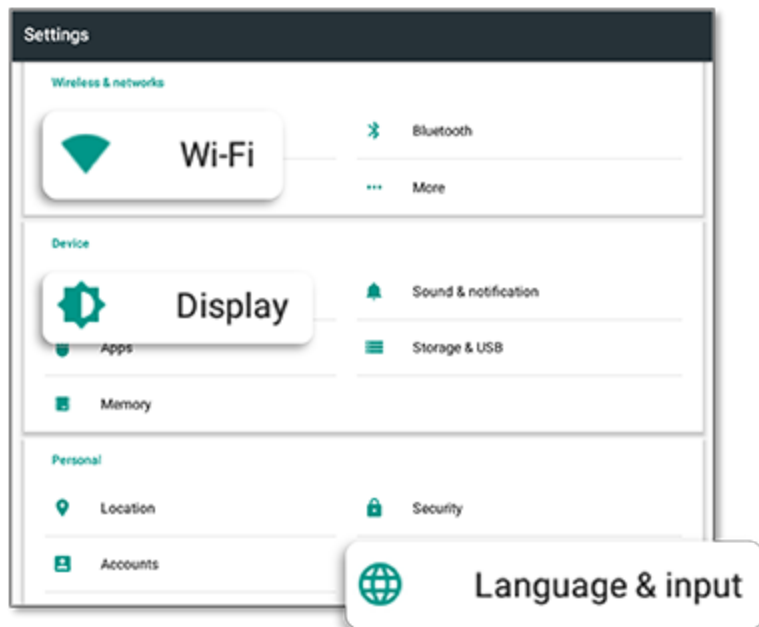 Settings
Wireless & networks
Wi-Fi
Bluetooth
More
Device
Display
Sound & notification
Apps
Storage & USB
Memory
Personal
Location
Security
Accounts
Language & input